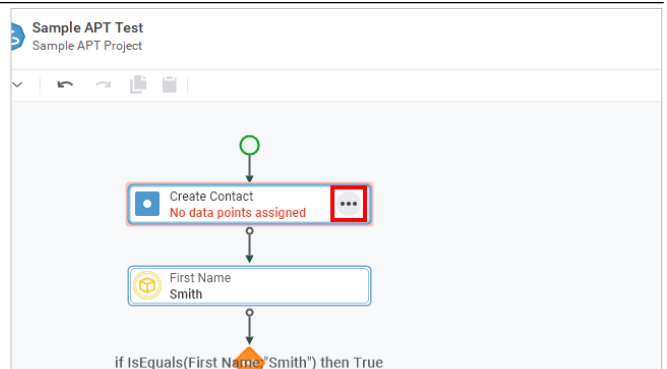 Sample APT Test
Sample APT Project
Create Contact
No data points assigned
First Name
Smith
if IsEquals(First Name,"Smith") then True